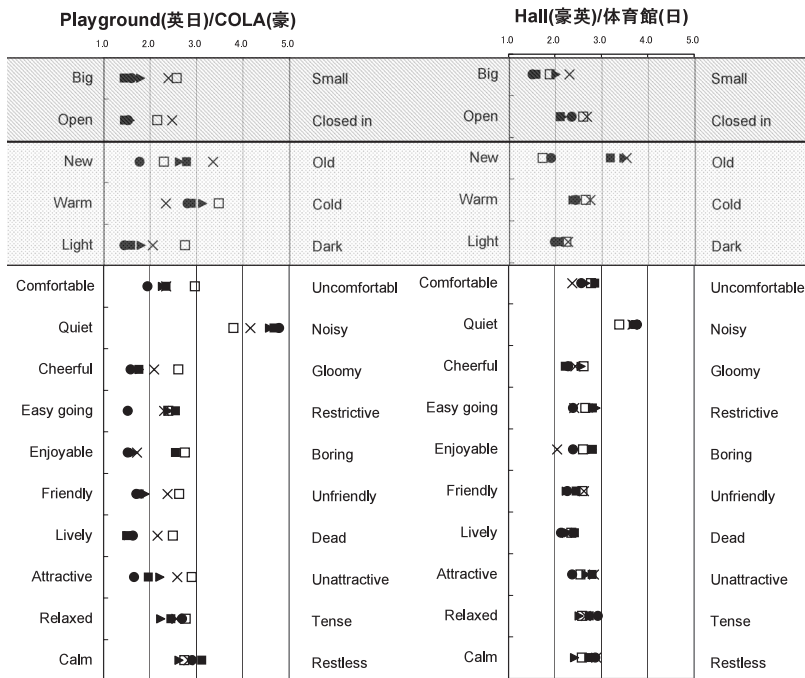 Playground(英日)/COLA(豪)
1.0 2.0 3.0 4.0 5.0
Big Small
Open Closed in
New Old
Warm Cold
Light Dark
Comfortable Uncomfortabl
Quiet Noisy
Cheerful Gloomy
Easy going Restrictive
Enjoyable Boring
Friendly Unfriendly
Lively Dead
Attractive Unattractive
Relaxed Tense
Calm Restless
Hall(豪英)/体育館(日)
1.0 2.0 3.0 4.0 5.0
Big Small
Open Closed in
New Old
Warm Cold
Light Dark
Comfortable Uncomfortable
Quiet Noisy
Cheerful Gloomy
Easy going Restrictive
Enjoyable Boring
Friendly Unfriendly
Lively Dead
Attractive Unattractive
Relaxed Tense
Calm Restless